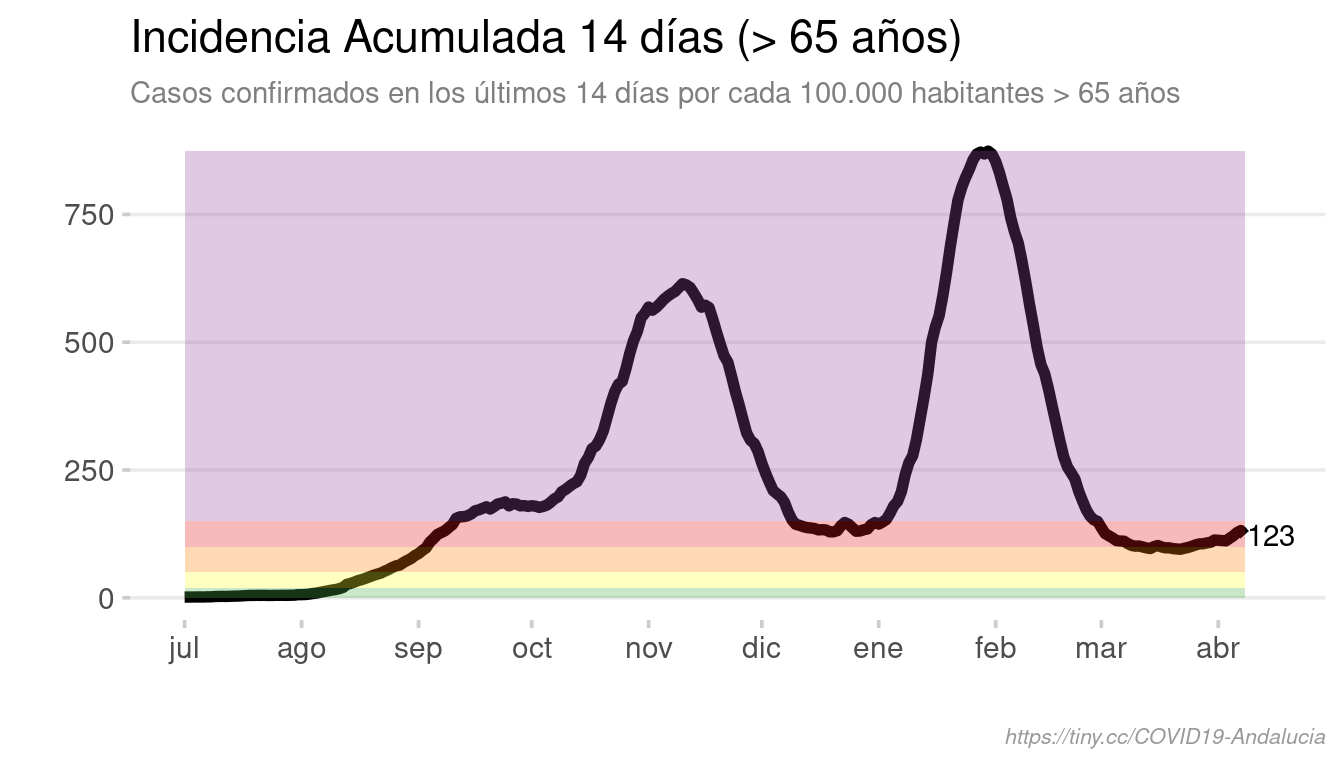 Incidencia Acumulada 14 días (> 65 años)
Casos confirmados en los últimos 14 días por cada 100.000 habitantes > 65 años
750
500
250
0
123
jul ago sep oct nov dic ene feb mar abr
https://tiny.cc/COVID19-Andalucia